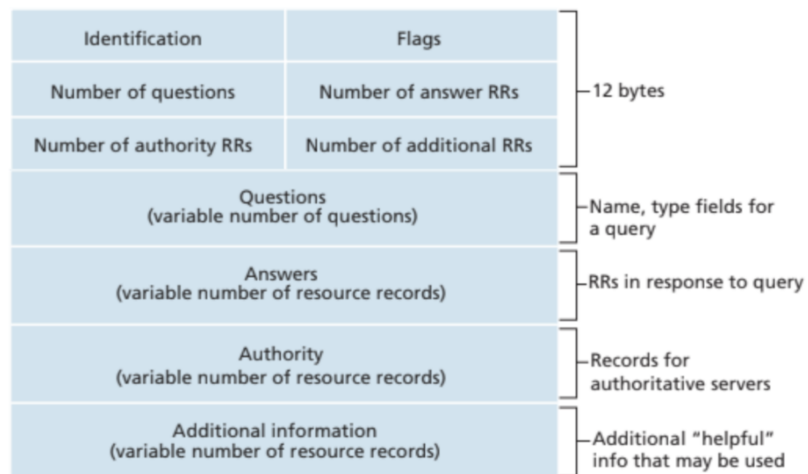 Identification
Flags
Number of questions
Number of answer RRs
12 bytes
Number of authority RRs
Number of additional RRs
Questions
(variable number of questions)
Name, type fields for
a query
Answers
(variable number of resource records)
RRs in response to query
Authority
(variable number of resource records)
Records for
authoritative servers
Additional information
(variable number of resource records)
Additional “helpful”
info that may be used